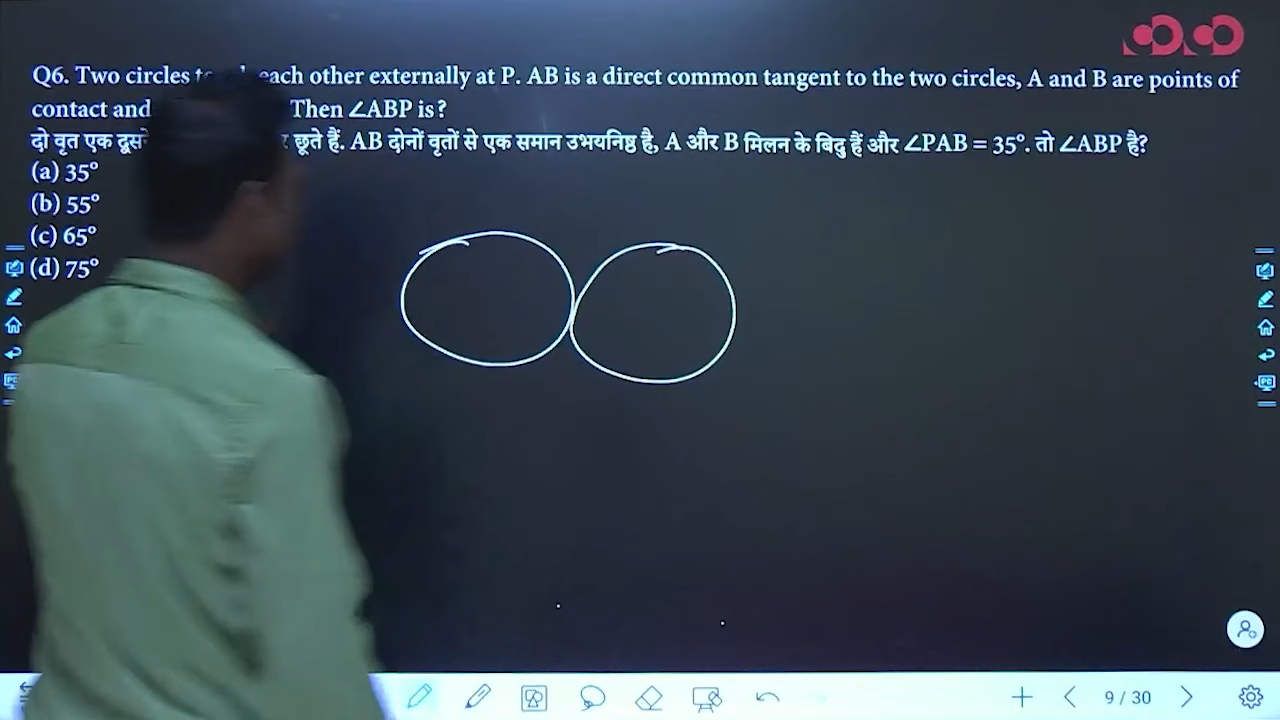 Q6. Two circles each other externally at P. AB is a direct common tangent to the two circles, A and B are points of
contact and Then ∠ABP is?
दो वृत एक दूसरे छूते हैं. AB दोनों वृतों से एक समान उभयनिष्ठ है, A और B मिलन के बिदु हैं और ∠PAB = 35°. तो ∠ABP है?
(a) 35°
(b) 55°
(c) 65°
(d) 75°
9 / 30